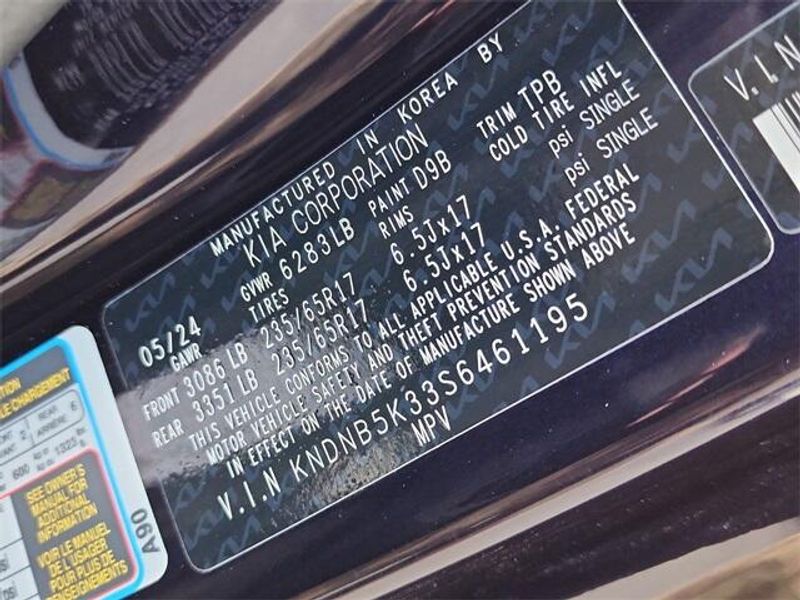 MANUFACTURED IN KOREA BY
KIA CORPORATION
05/24 GVWR 6283LB PAINT D9B TRIM TPB
GAWR TIRES RIMS COLD TIRE INFL
FRONT 3086 LB 235/65R17 6.5Jx17 psi SINGLE
REAR 3351 LB 235/65R17 6.5Jx17 psi SINGLE
THIS VEHICLE CONFORMS TO ALL APPLICABLE U.S.A. FEDERAL
MOTOR VEHICLE SAFETY AND THEFT PREVENTION STANDARDS
IN EFFECT ON THE DATE OF MANUFACTURE SHOWN ABOVE
V.I.N KNDNB5K33S6461195
MPV
V.I.N
REAR 6
ARRIERE
SEE OWNER'S
MANUAL FOR
ADDITIONAL
INFORMATION
VOIR LE MANUEL
DE L'USAGER
POUR PLUS DE
RENSEIGNEMENTS
A90